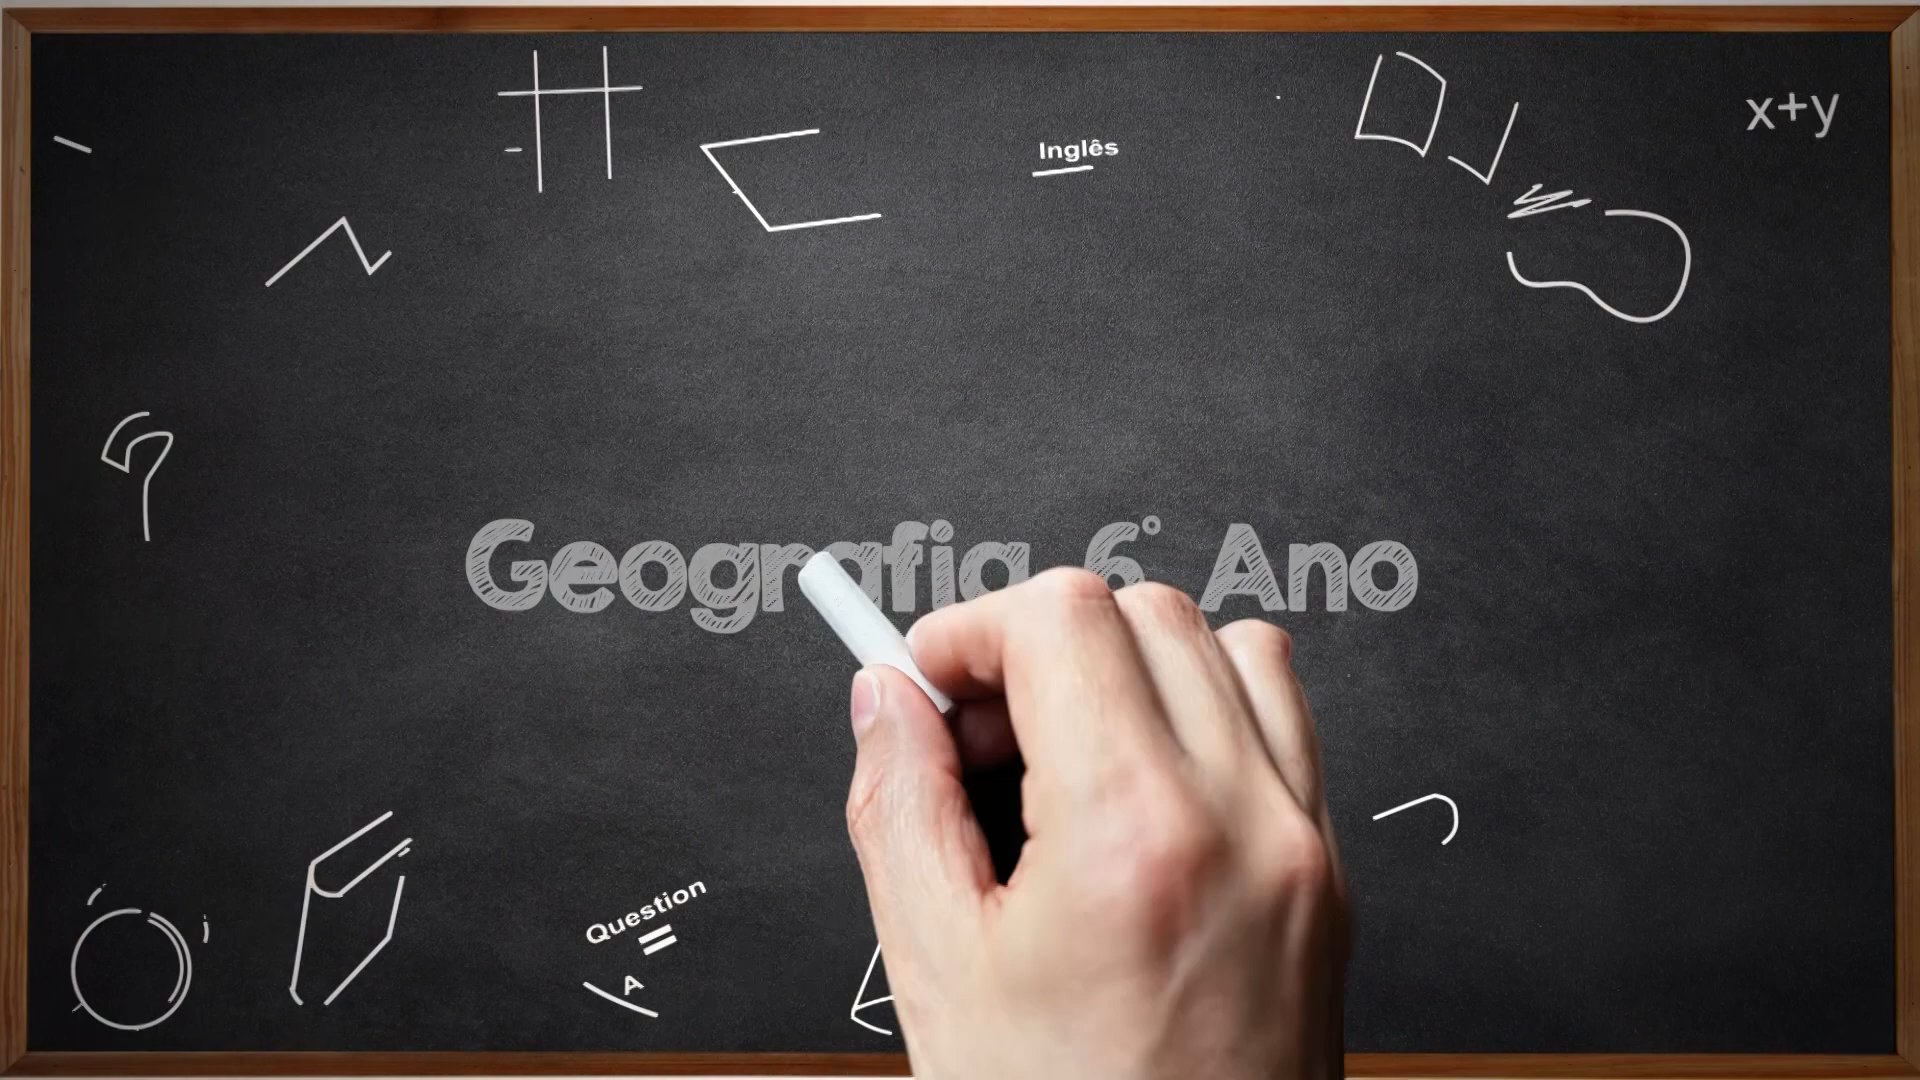 x+y
Inglês
Geografia 6° Ano
Question
=
A